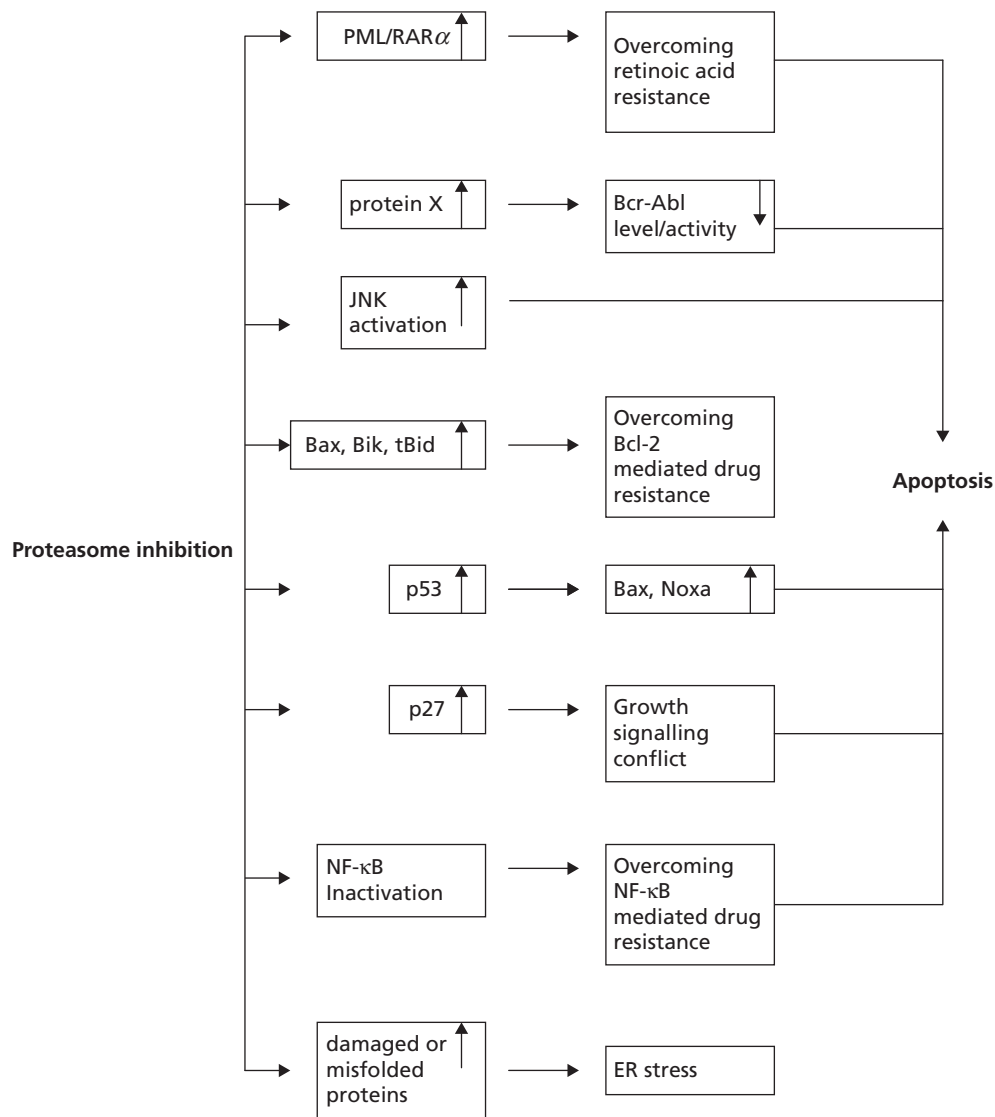 PML/RARα
Overcoming
retinoic acid
resistance
protein X
Bcr-Abl
level/activity
JNK
activation
Bax, Bik, tBid
Overcoming
Bcl-2
mediated drug
resistance
Apoptosis
Proteasome inhibition
p53
Bax, Noxa
p27
Growth
signalling
conflict
NF-κB
Inactivation
Overcoming
NF-κB
mediated drug
resistance
damaged or
misfolded
proteins
ER stress